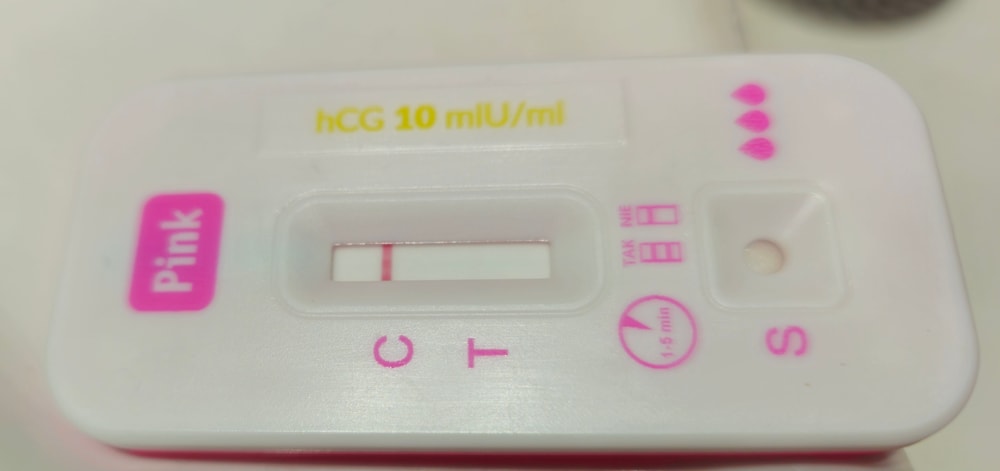 hCG 10 mIU/ml
Pink
NIE
TAK
1-5 min
C
T
S